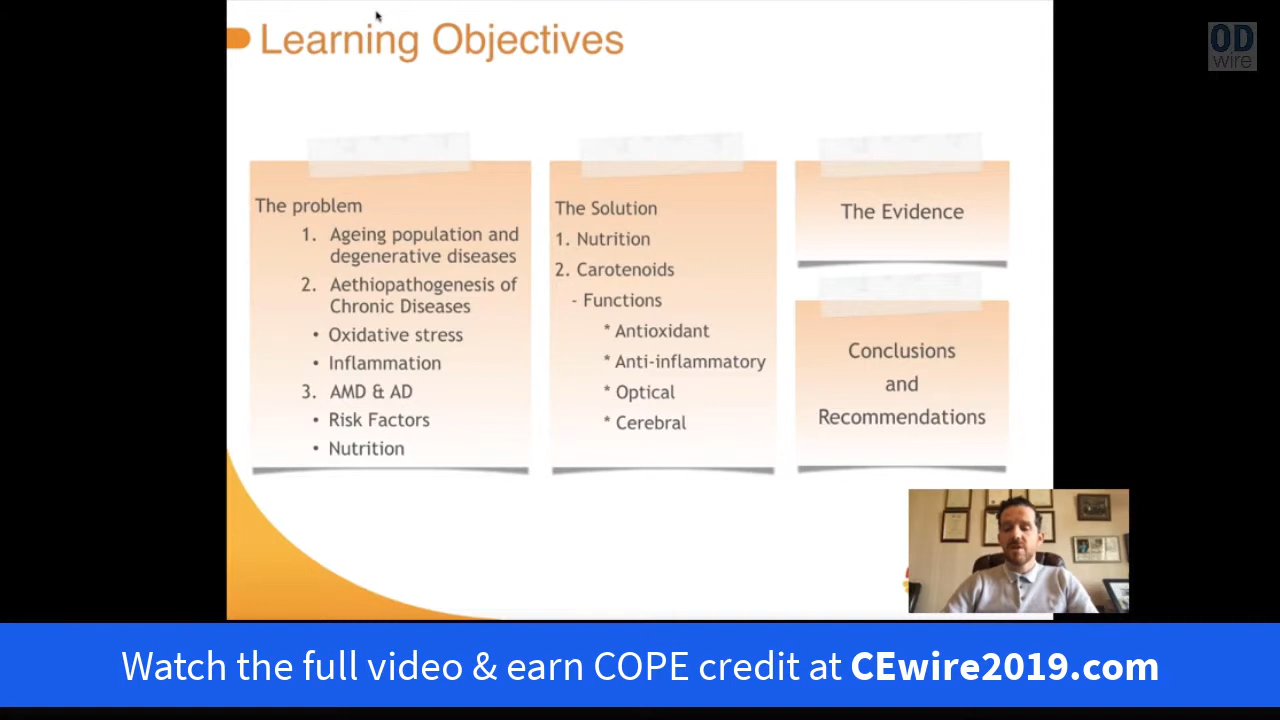 Learning Objectives
OD
wire
The problem
1. Ageing population and
degenerative diseases
2. Aethiopathogenesis of
Chronic Diseases
• Oxidative stress
• Inflammation
3. AMD & AD
• Risk Factors
• Nutrition
The Solution
1. Nutrition
2. Carotenoids
- Functions
* Antioxidant
* Anti-inflammatory
* Optical
* Cerebral
The Evidence
Conclusions
and
Recommendations
Watch the full video & earn COPE credit at CEwire2019.com